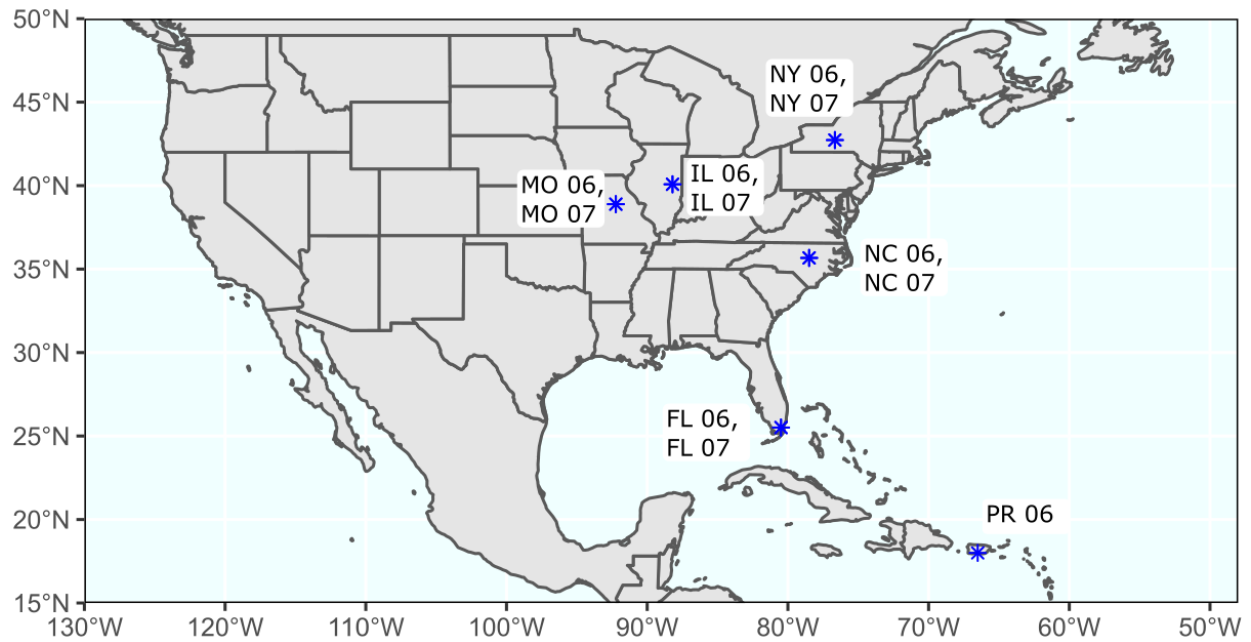 50°N
45°N
40°N
35°N
30°N
25°N
20°N
15°N
NY 06,
NY 07
MO 06,
MO 07
IL 06,
IL 07
NC 06,
NC 07
FL 06,
FL 07
PR 06
130°W
120°W
110°W
100°W
90°W
80°W
70°W
60°W
50°W